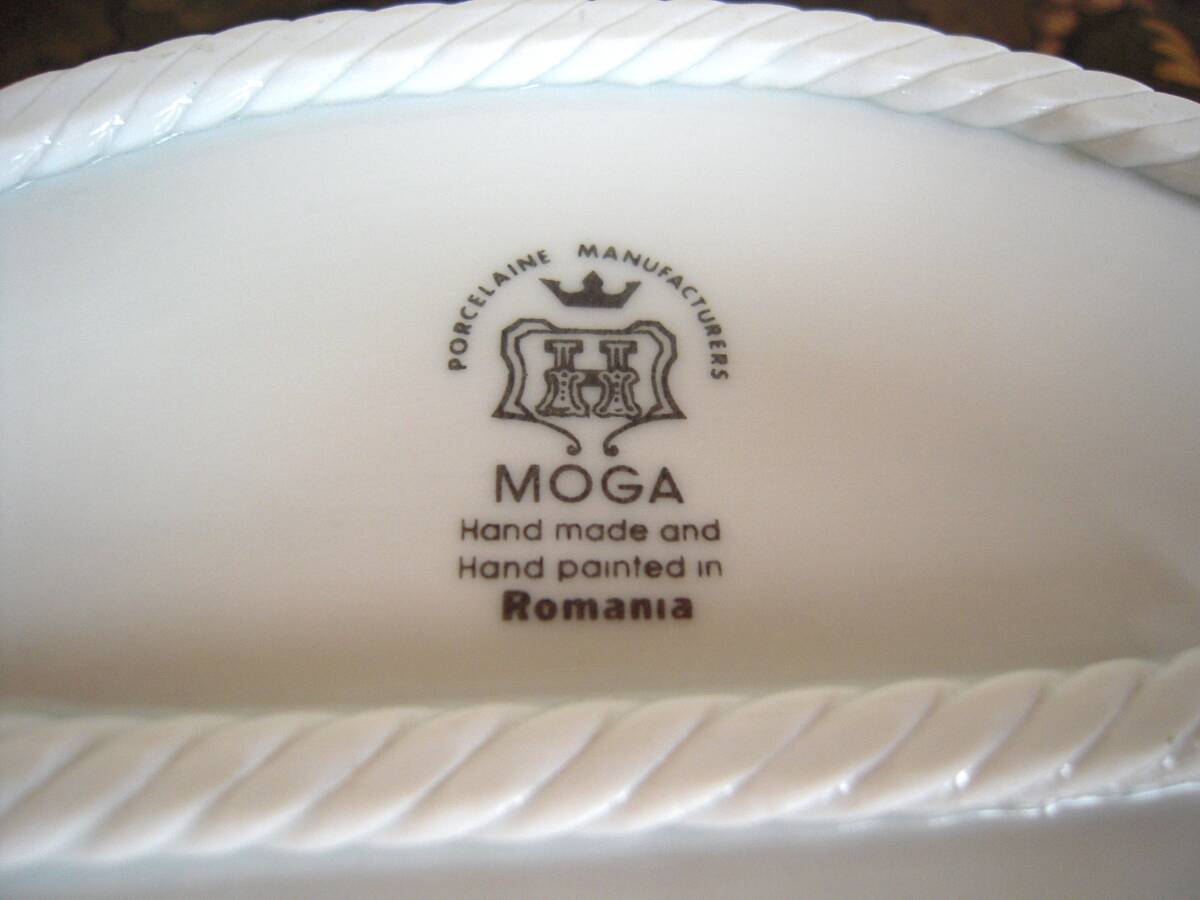 PORCELAINE MANUFACTURERS
H
MOGA
Hand made and
Hand painted in
Romania